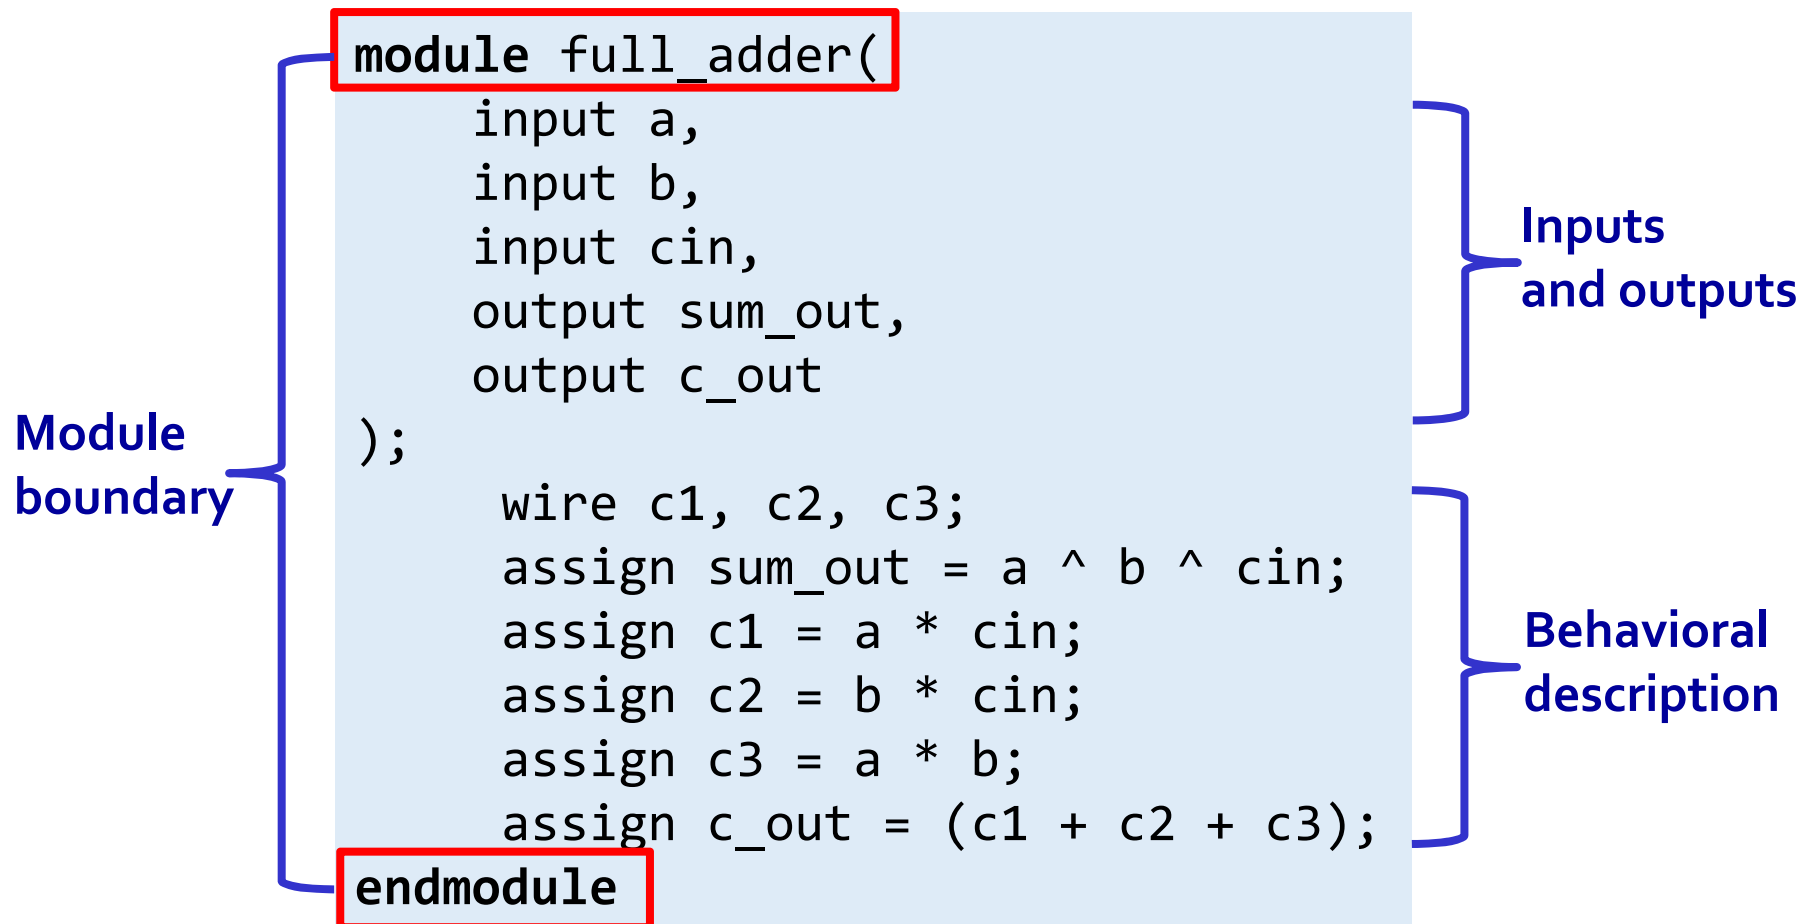 module full_adder(
input a,
input b,
input cin,
output sum_out,
output c_out
);
wire c1, c2, c3;
assign sum_out = a ^ b ^ cin;
assign c1 = a * cin;
assign c2 = b * cin;
assign c3 = a * b;
assign c_out = (c1 + c2 + c3);
endmodule
Module
boundary
Inputs
and outputs
Behavioral
description